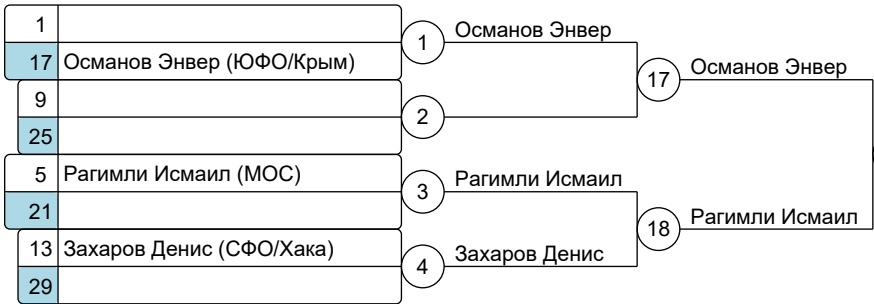 1
17 Османов Энвер (ЮФО/Крым)
1
Османов Энвер
9
25
2
17
Османов Энвер
5 Рагимли Исмаил (МОС)
21
3
Рагимли Исмаил
13 Захаров Денис (СФО/Хака)
29
4
Захаров Денис
18
Рагимли Исмаил